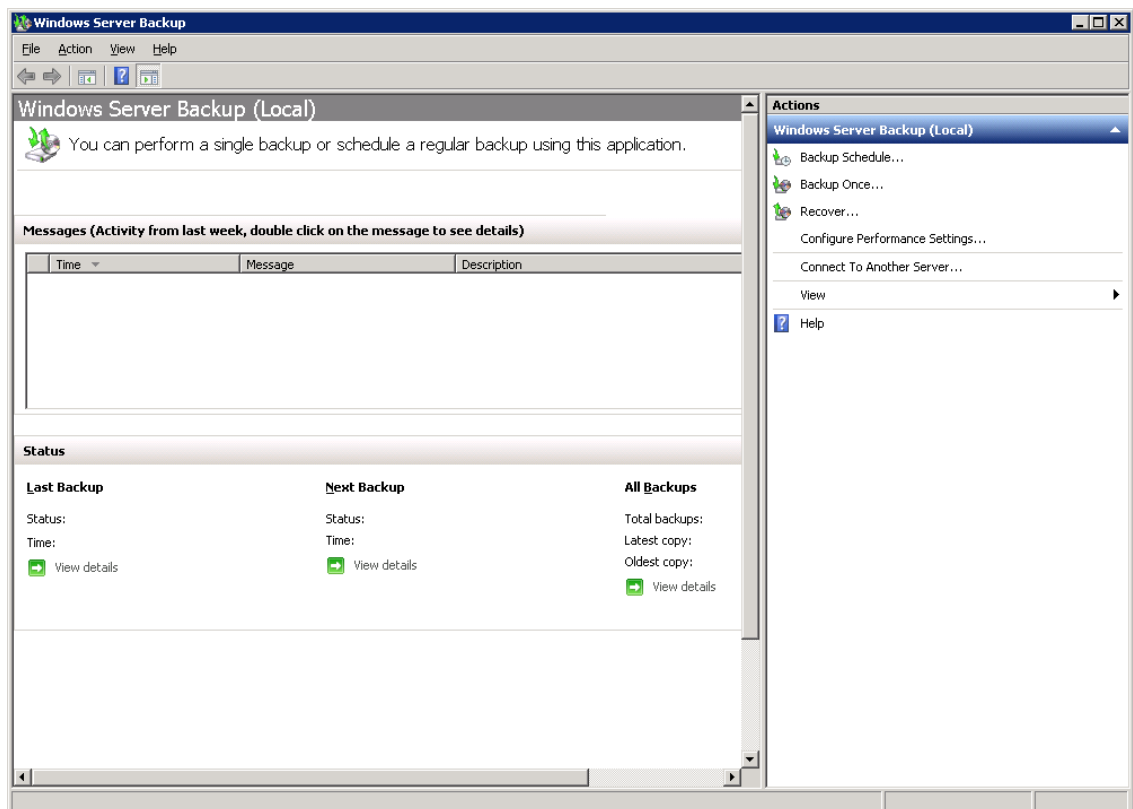 Windows Server Backup
File Action View Help
Windows Server Backup (Local)
You can perform a single backup or schedule a regular backup using this application.
Messages (Activity from last week, double click on the message to see details)
Time Message Description
Status
Last Backup Next Backup All Backups
Status: Status: Total backups:
Time: Time: Latest copy:
View details View details Oldest copy:
View details
Actions
Windows Server Backup (Local)
Backup Schedule...
Backup Once...
Recover...
Configure Performance Settings...
Connect To Another Server...
View
Help